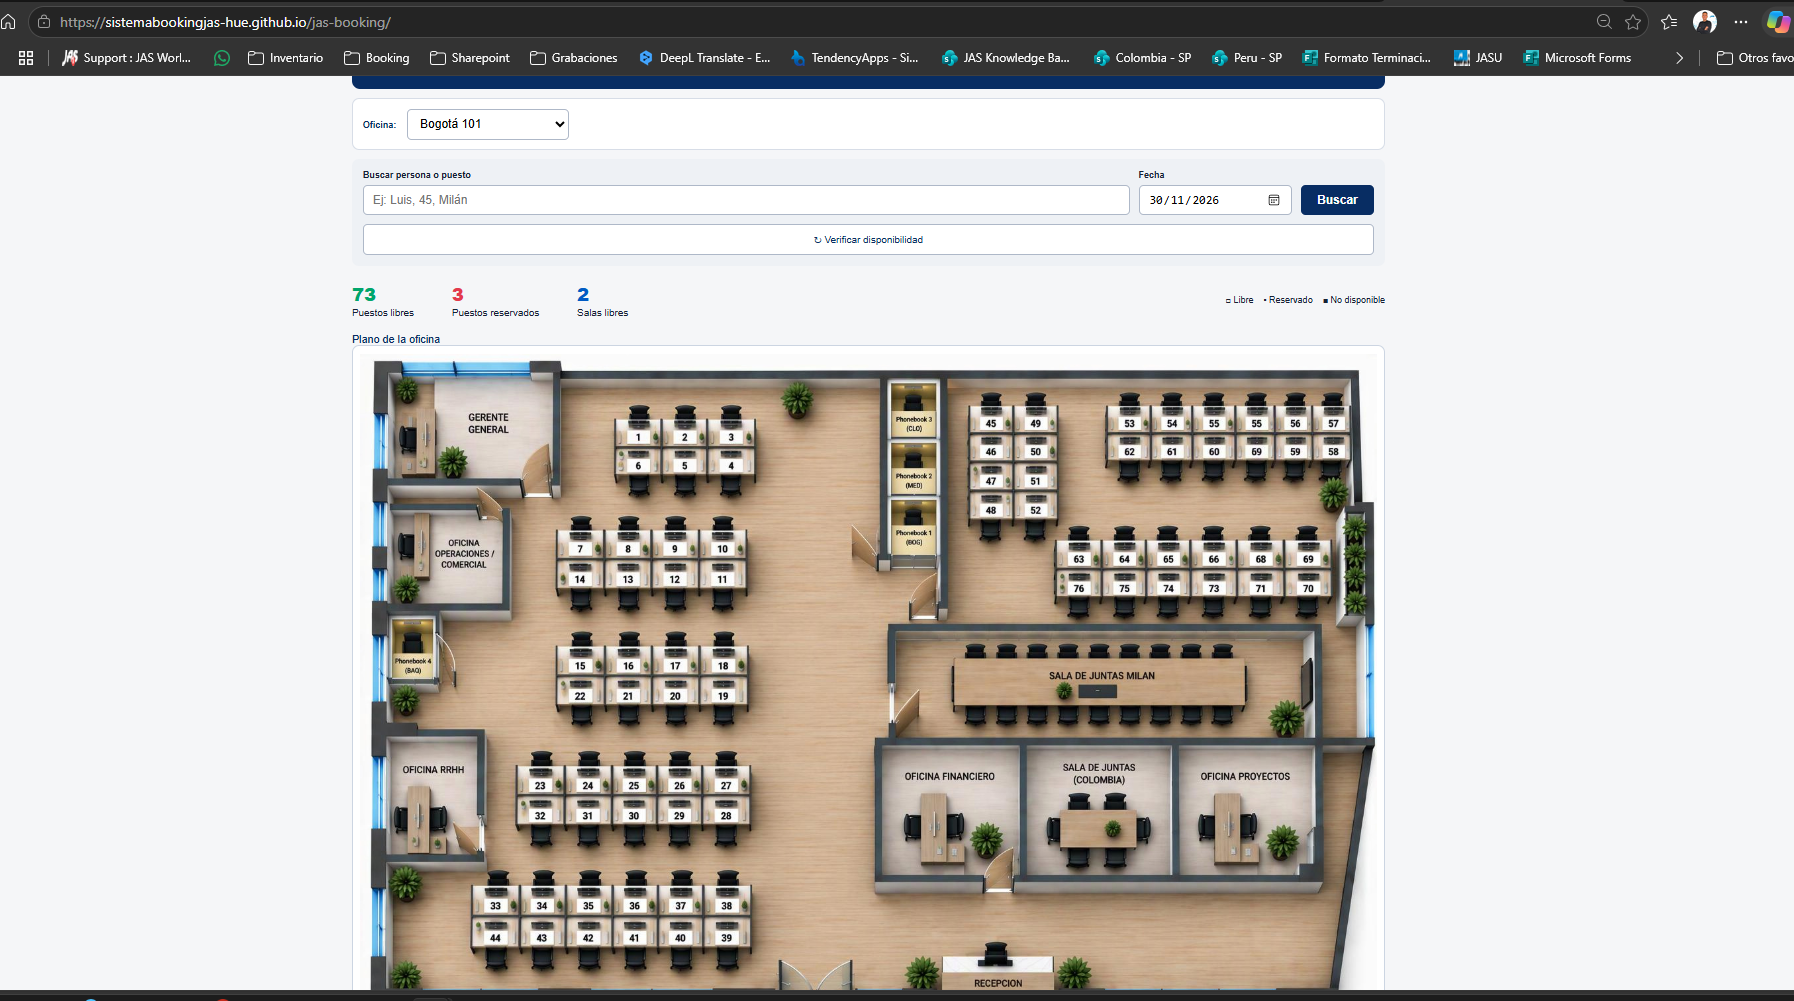 https://sistemabookingjas-hue.github.io/jas-booking/
Support : JAS Worl...
Inventario
Booking
Sharepoint
Grabaciones
DeepL Translate - E...
TendencyApps - Si...
JAS Knowledge Ba...
Colombia - SP
Peru - SP
Formato Terminaci...
JASU
Microsoft Forms
Otros favo
Oficina:
Bogotá 101
Buscar persona o puesto
Fecha
Ej: Luis, 45, Milán
30/11/2026
Buscar
↻ Verificar disponibilidad
73
Puestos libres
3
Puestos reservados
2
Salas libres
Libre
Reservado
No disponible
Plano de la oficina
GERENTE
GENERAL
1 2 3
6 5 4
Phonebook 3
(CLO)
Phonebook 2
(MED)
Phonebook 1
(BOG)
45 49
46 50
47 51
48 52
53 54 55 55 56 57
62 61 60 69 59 58
OFICINA
OPERACIONES /
COMERCIAL
7 8 9 10
14 13 12 11
63 64 65 66 68 69
76 75 74 73 71 70
Phonebook 4
(BAQ)
15 16 17 18
22 21 20 19
SALA DE JUNTAS MILAN
OFICINA RRHH
23 24 25 26 27
32 31 30 29 28
OFICINA FINANCIERO
SALA DE JUNTAS
(COLOMBIA)
OFICINA PROYECTOS
33 34 35 36 37 38
44 43 42 41 40 39
RECEPCION